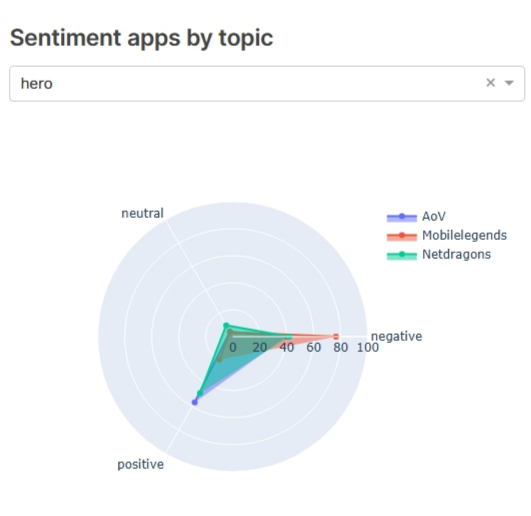 Sentiment apps by topic
hero
neutral
AoV
Mobilelegends
Netdragons
negative
0 20 40 60 80 100
positive